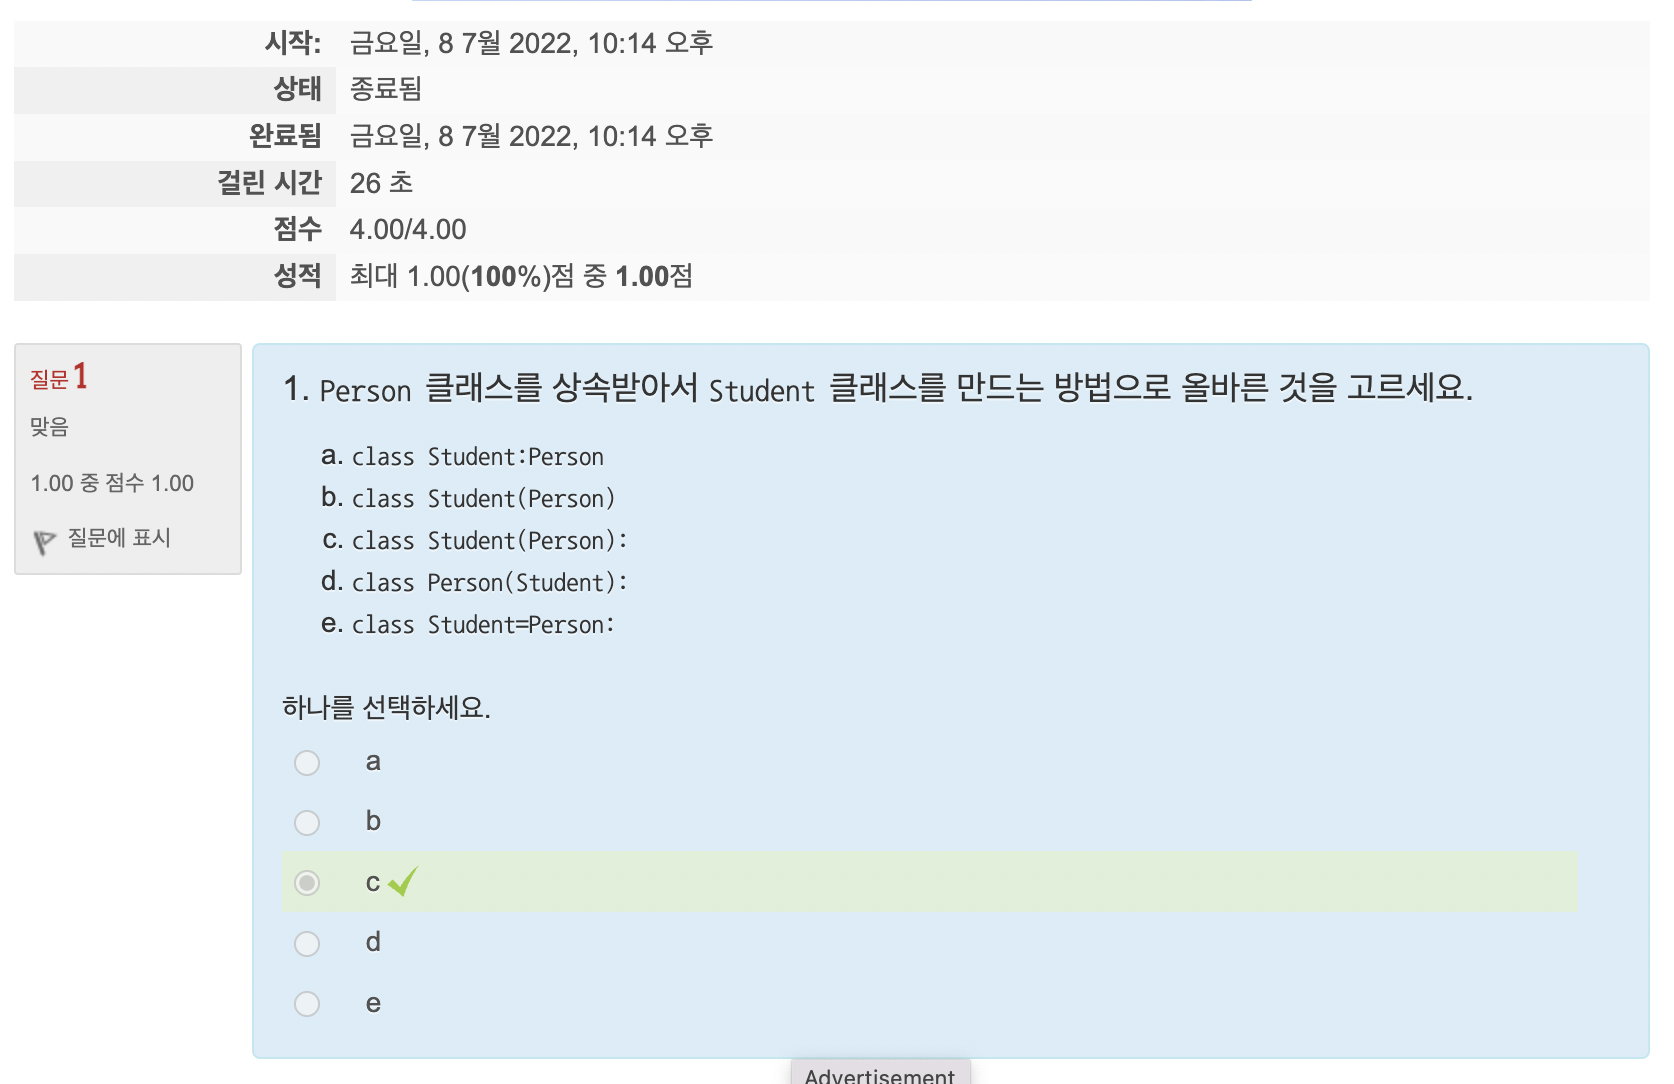 시작: 금요일, 8 7월 2022, 10:14 오후
상태 종료됨
완료됨 금요일, 8 7월 2022, 10:14 오후
걸린 시간 26 초
점수 4.00/4.00
성적 최대 1.00(100%)점 중 1.00점
질문 1
맞음
1.00 중 점수 1.00
질문에 표시
1. Person 클래스를 상속받아서 Student 클래스를 만드는 방법으로 올바른 것을 고르세요.
a. class Student:Person
b. class Student(Person)
c. class Student(Person):
d. class Person(Student):
e. class Student=Person:
하나를 선택하세요.
a
b
c
d
e
Advertisement